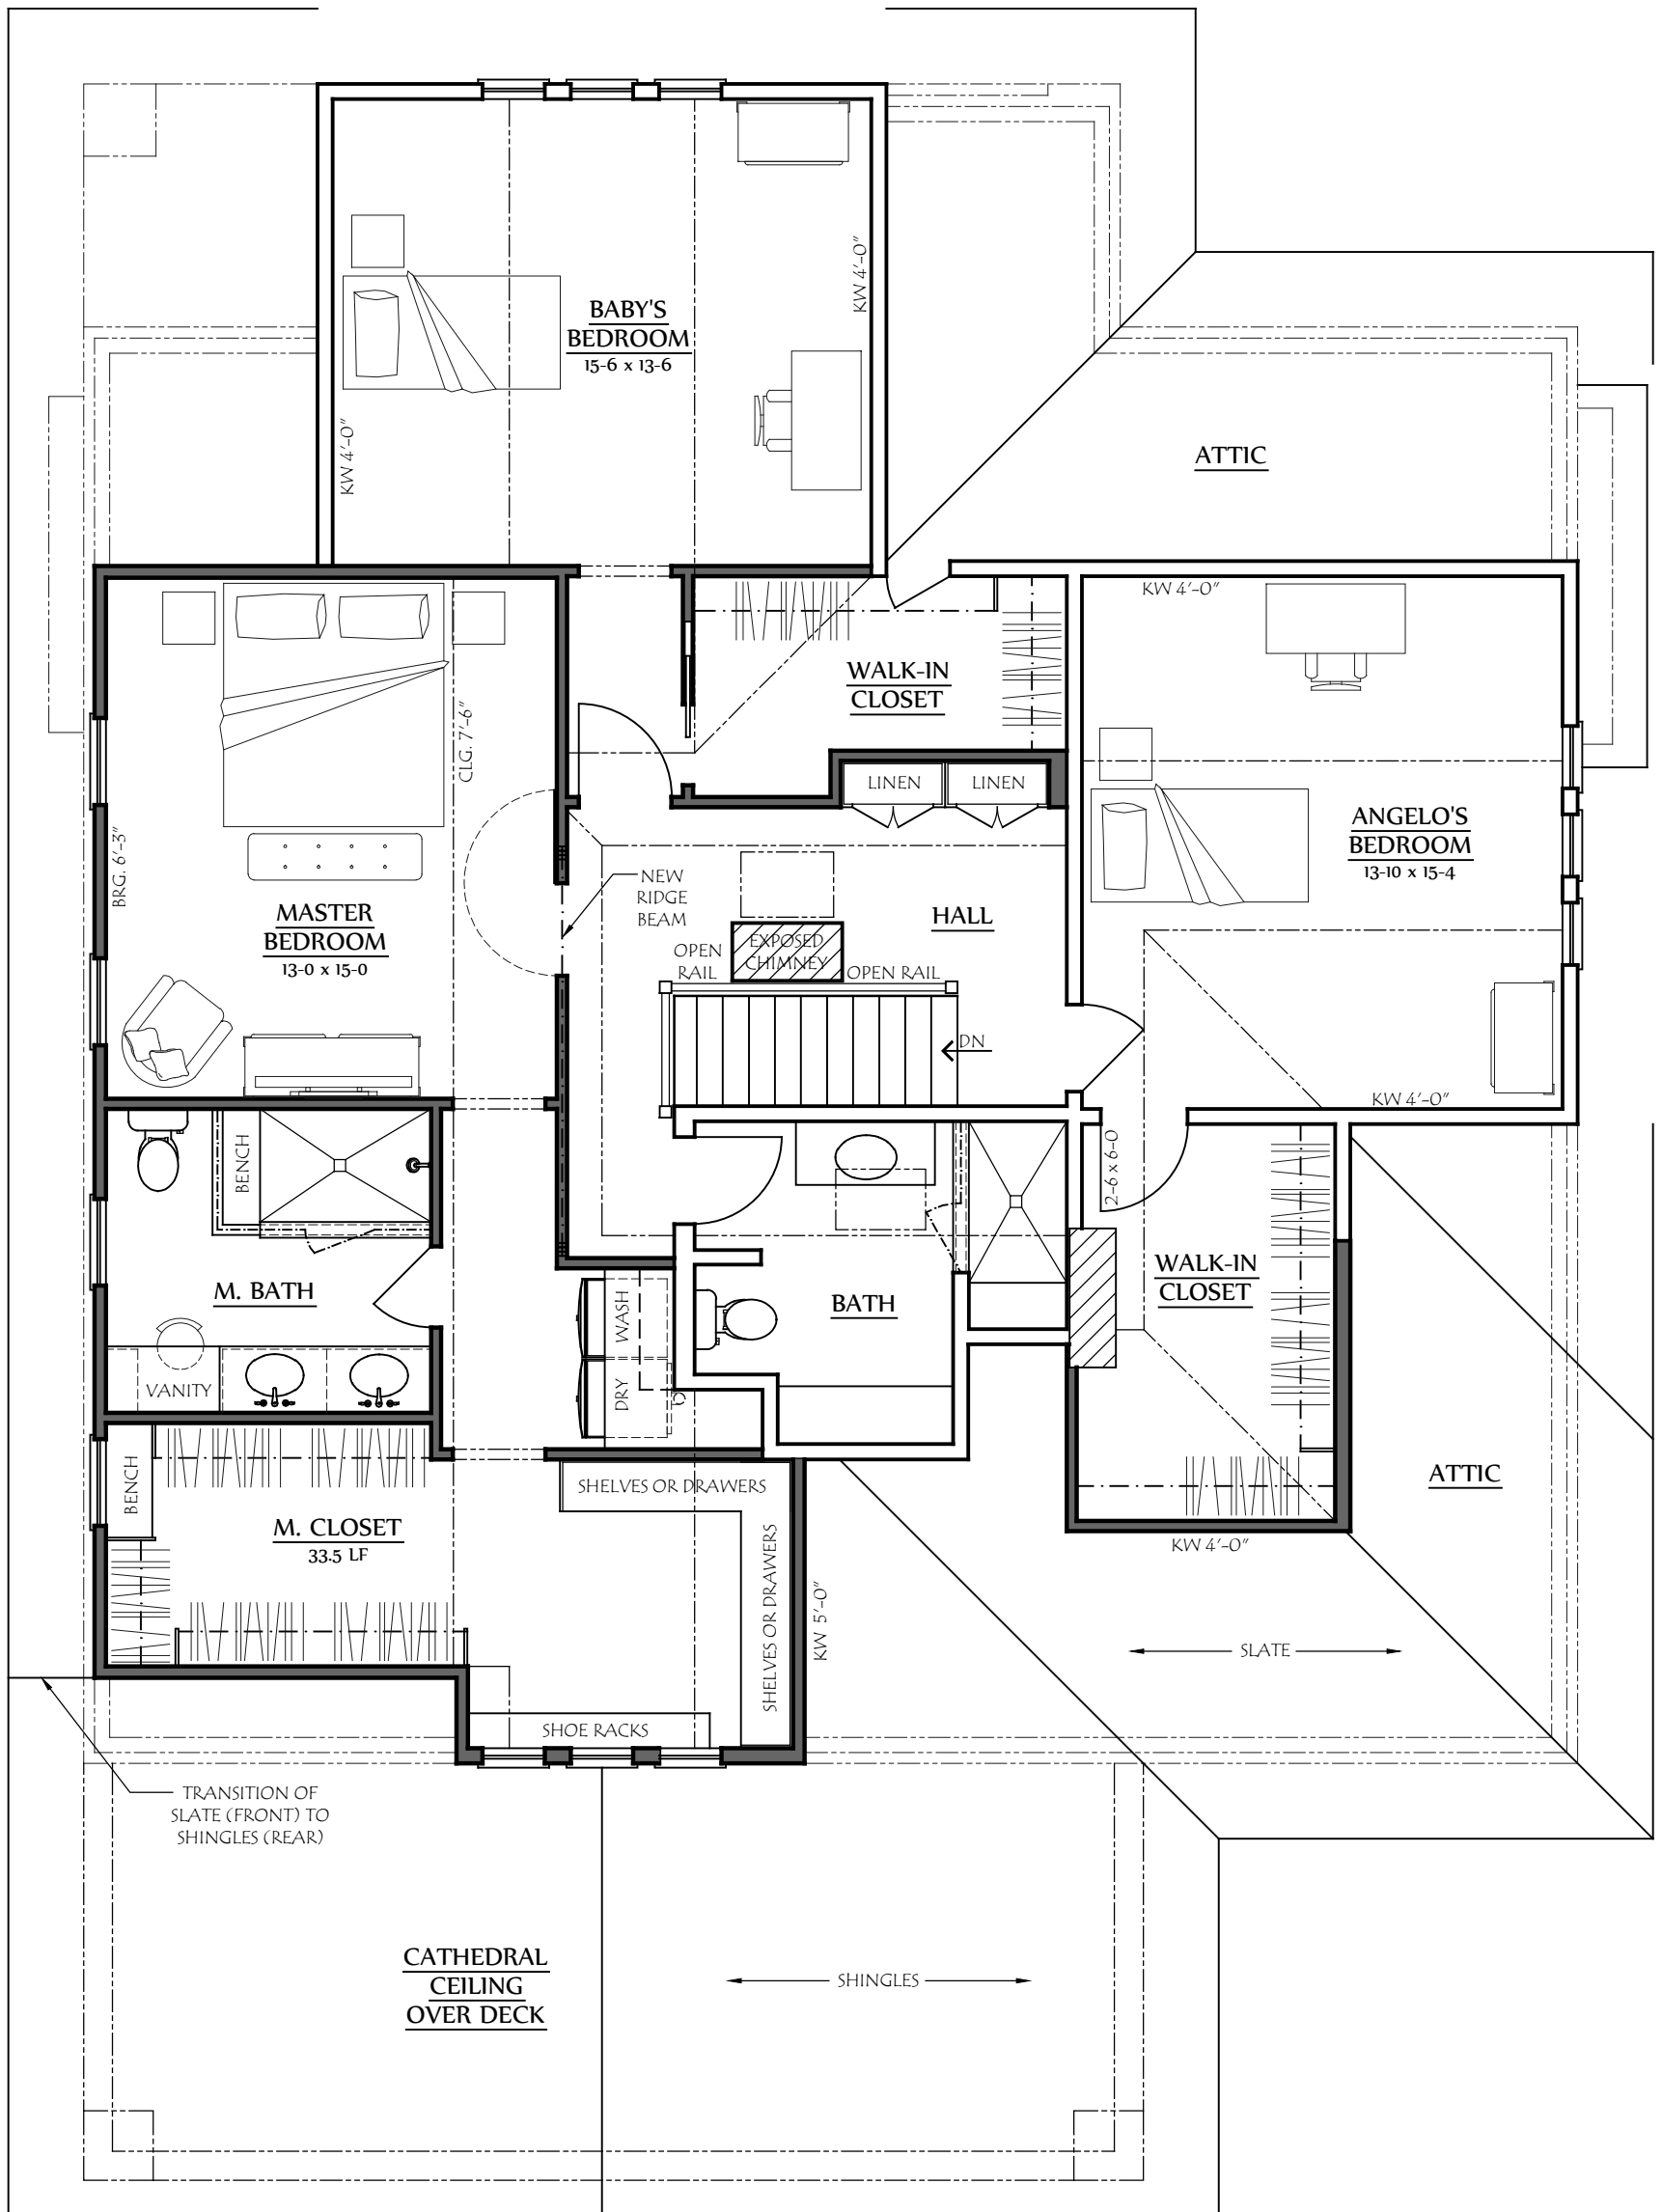 BABY'S
BEDROOM
15-6 x 13-6
KW 4'-0"
KW 4'-0"
ATTIC
KW 4'-0"
WALK-IN
CLOSET
LINEN
LINEN
CLG. 7'-6"
BRG. 6'-3"
MASTER
BEDROOM
13-0 x 15-0
NEW
RIDGE
BEAM
HALL
EXPOSED
CHIMNEY
OPEN
RAIL
OPEN RAIL
DN
ANGELO'S
BEDROOM
13-10 x 15-4
KW 4'-0"
2-6 x 6-0
BENCH
M. BATH
VANITY
WASH
DRY
BATH
WALK-IN
CLOSET
BENCH
M. CLOSET
33.5 LF
SHELVES OR DRAWERS
SHELVES OR DRAWERS
KW 5'-0"
SHOE RACKS
KW 4'-0"
ATTIC
SLATE
TRANSITION OF
SLATE (FRONT) TO
SHINGLES (REAR)
CATHEDRAL
CEILING
OVER DECK
SHINGLES